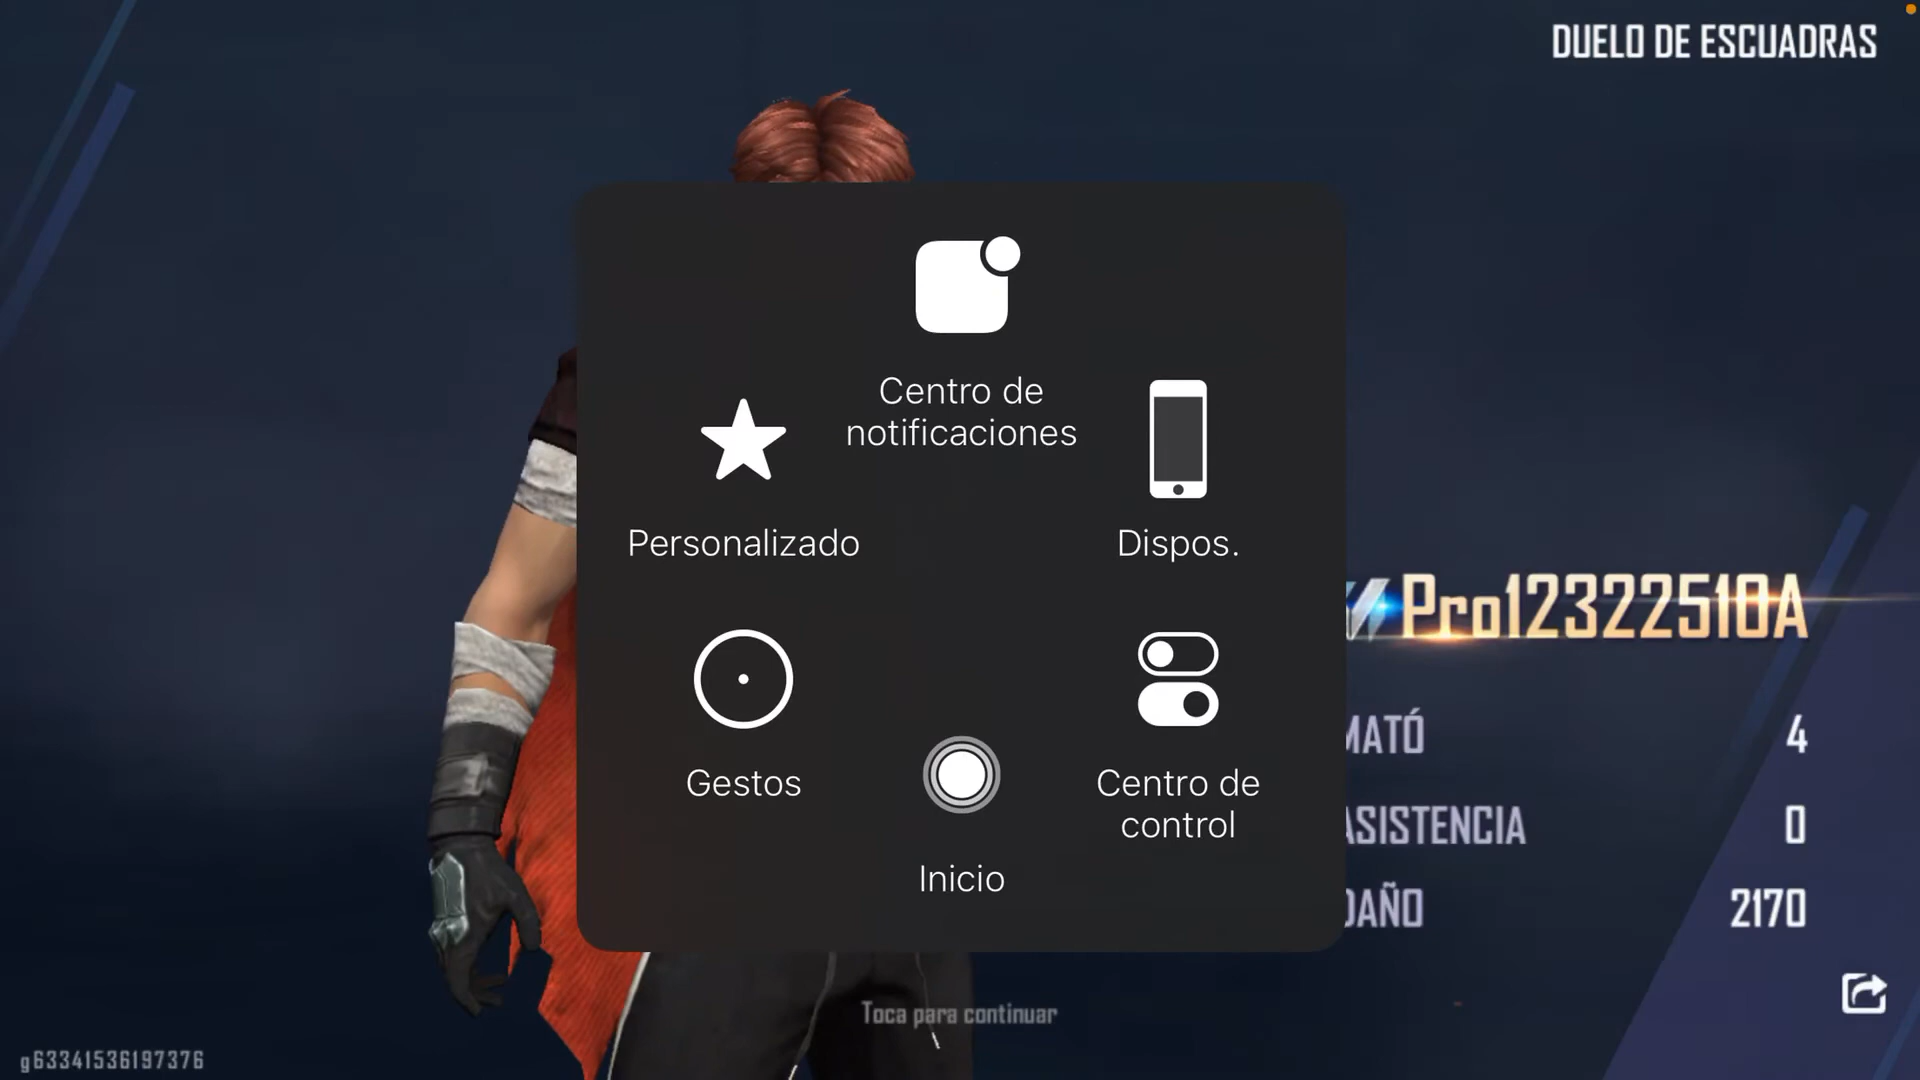 DUELO DE ESCUADRAS
Centro de
notificaciones
Personalizado
Dispos.
Pro12322510A
MATÓ 4
Gestos
Centro de
control
ASISTENCIA 0
Inicio
DAÑO 2170
Toca para continuar
g63341536197376